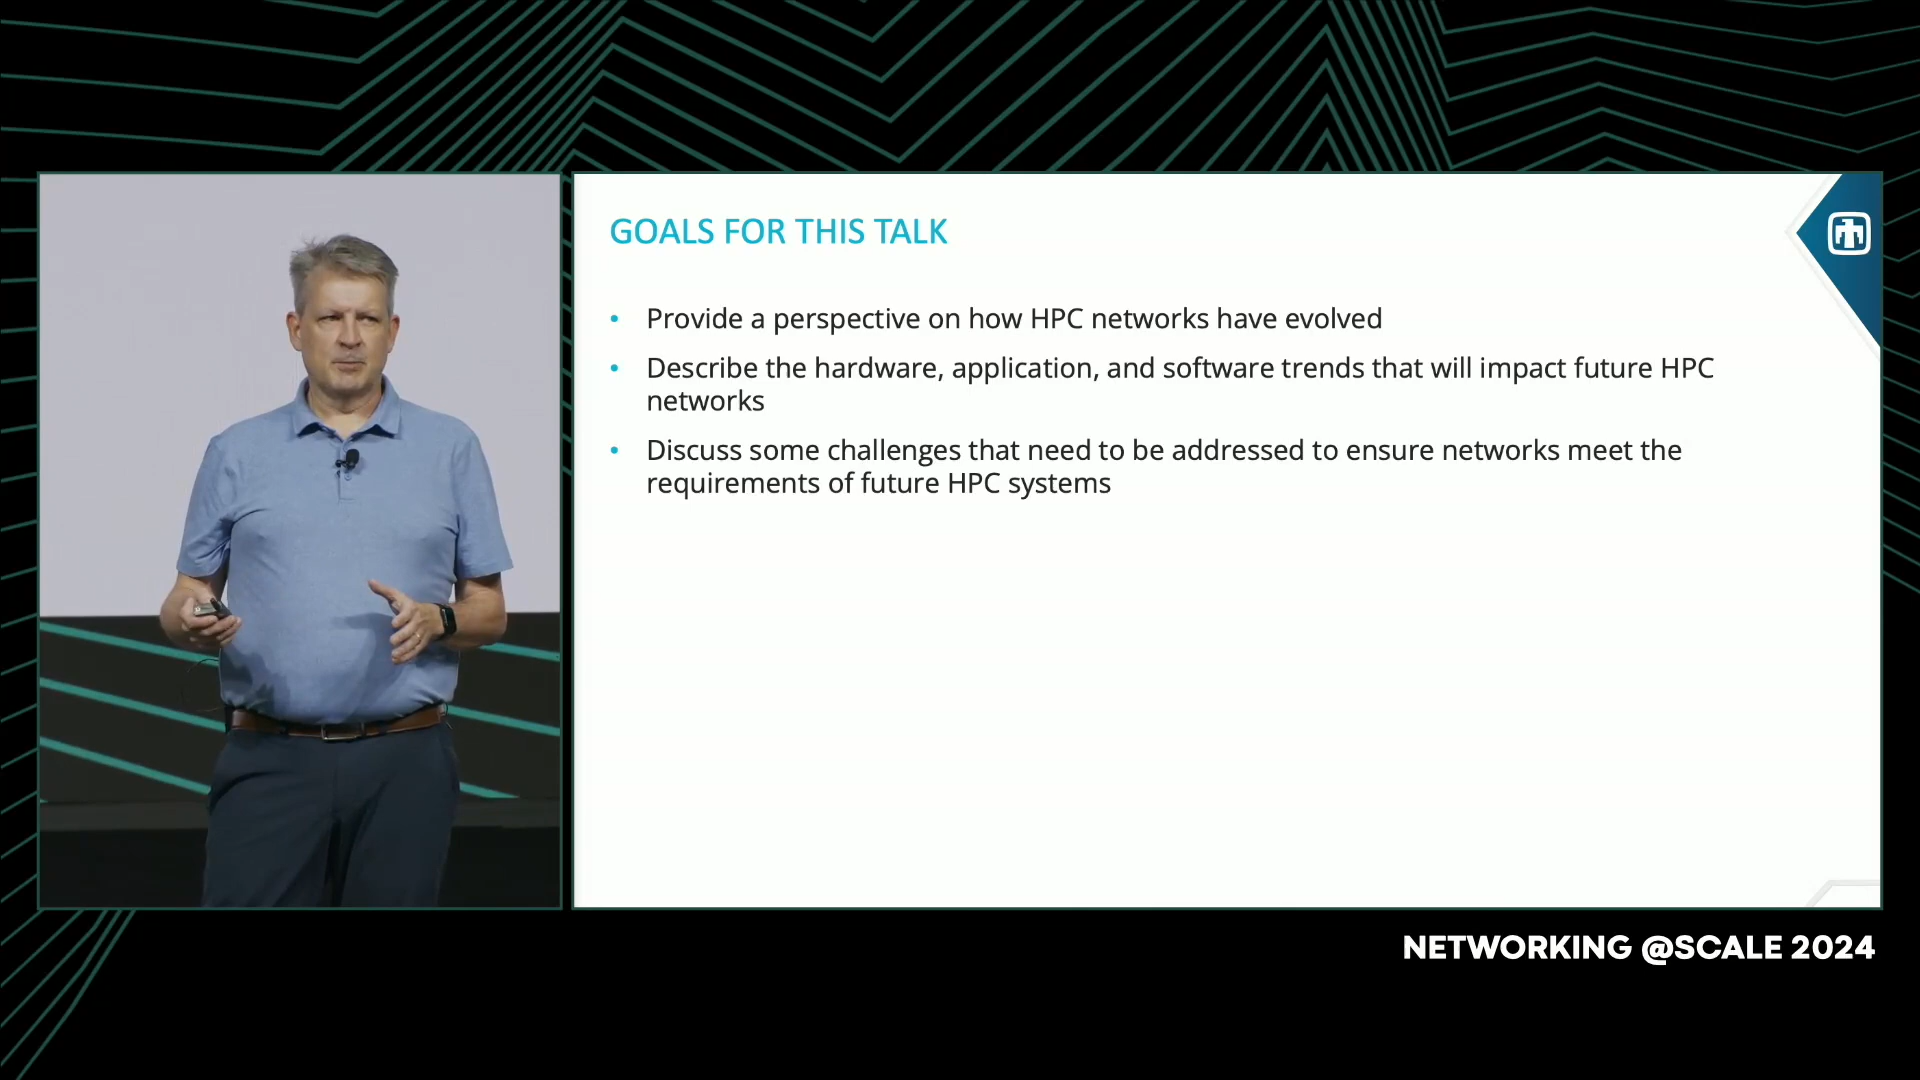 GOALS FOR THIS TALK
• Provide a perspective on how HPC networks have evolved
• Describe the hardware, application, and software trends that will impact future HPC
networks
• Discuss some challenges that need to be addressed to ensure networks meet the
requirements of future HPC systems
NETWORKING @SCALE 2024